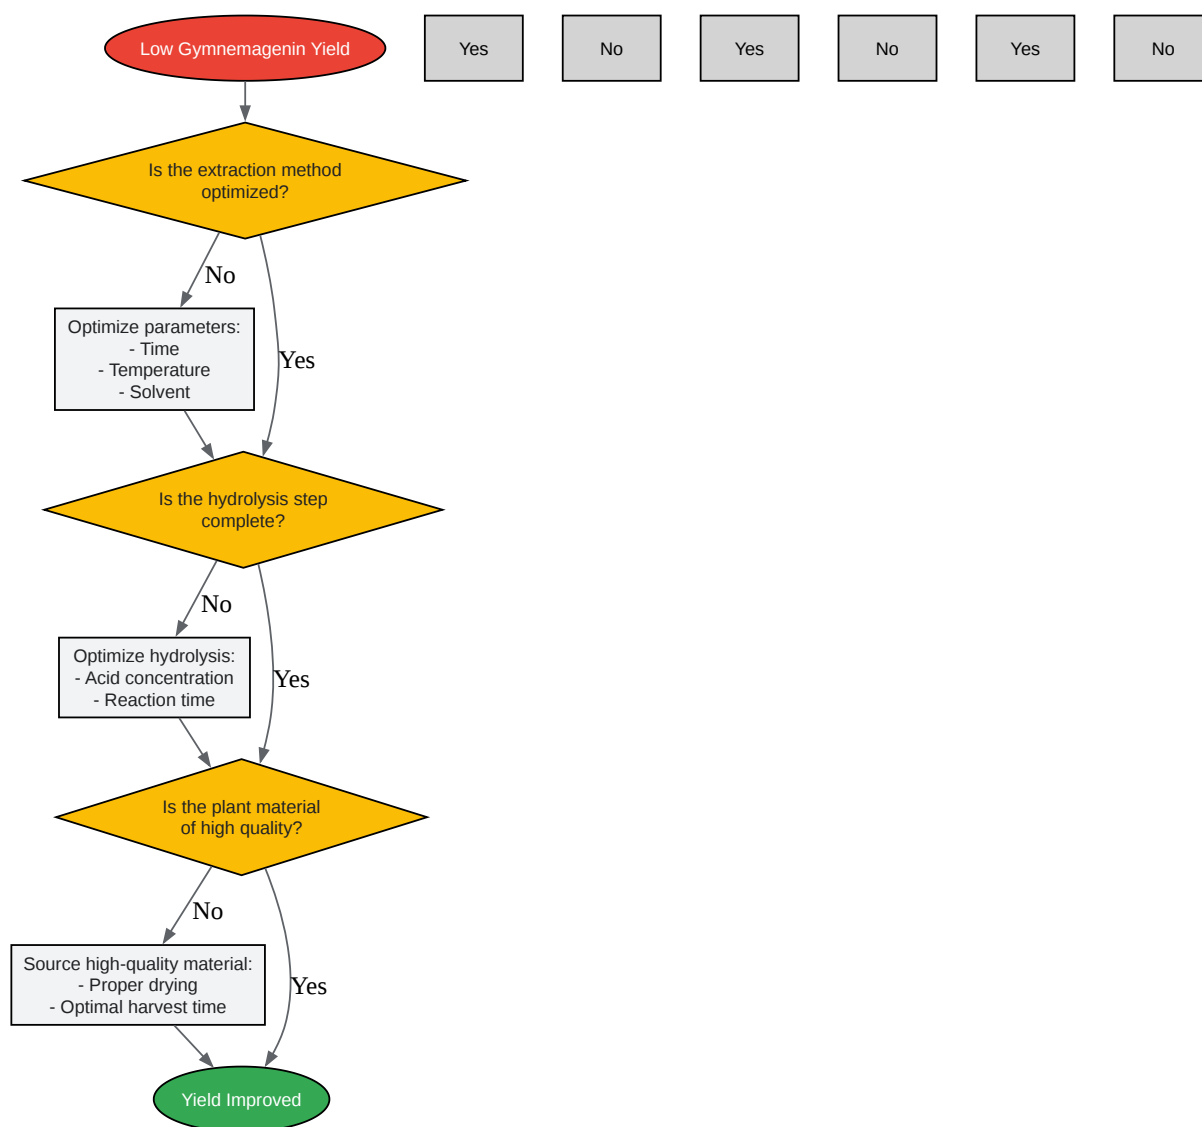 Low Gymnemagenin Yield
Yes
No
Yes
No
Yes
No
Is the extraction method
optimized?
No
Optimize parameters:
- Time
- Temperature
- Solvent
Yes
Is the hydrolysis step
complete?
No
Optimize hydrolysis:
- Acid concentration
- Reaction time
Yes
Is the plant material
of high quality?
No
Source high-quality material:
- Proper drying
- Optimal harvest time
Yes
Yield Improved